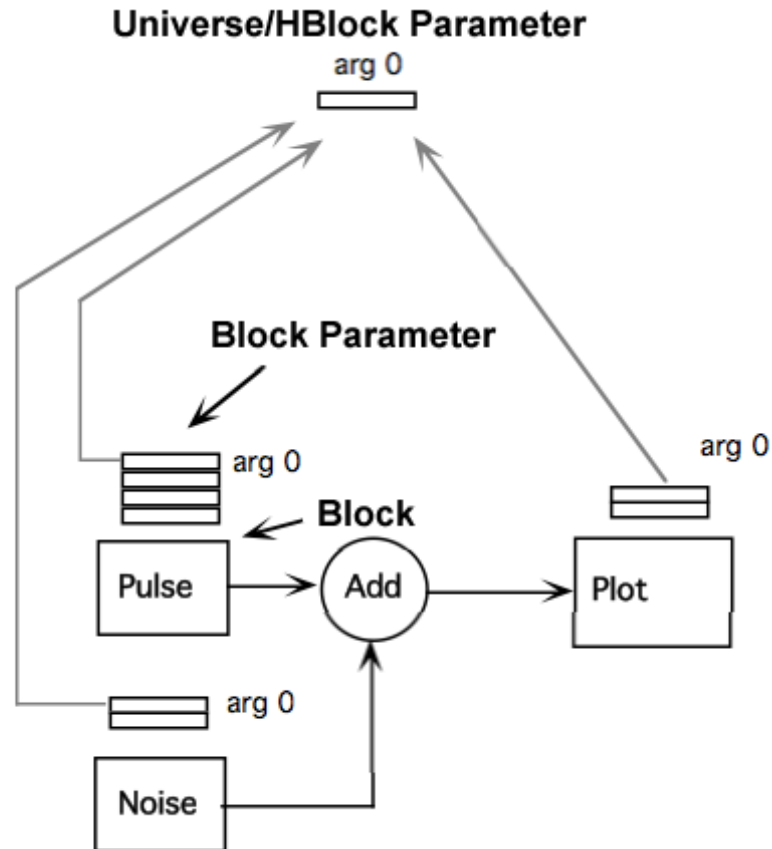 Universe/HBlock Parameter
arg 0
Block Parameter
arg 0
arg 0
Block
Pulse
Add
Plot
arg 0
Noise